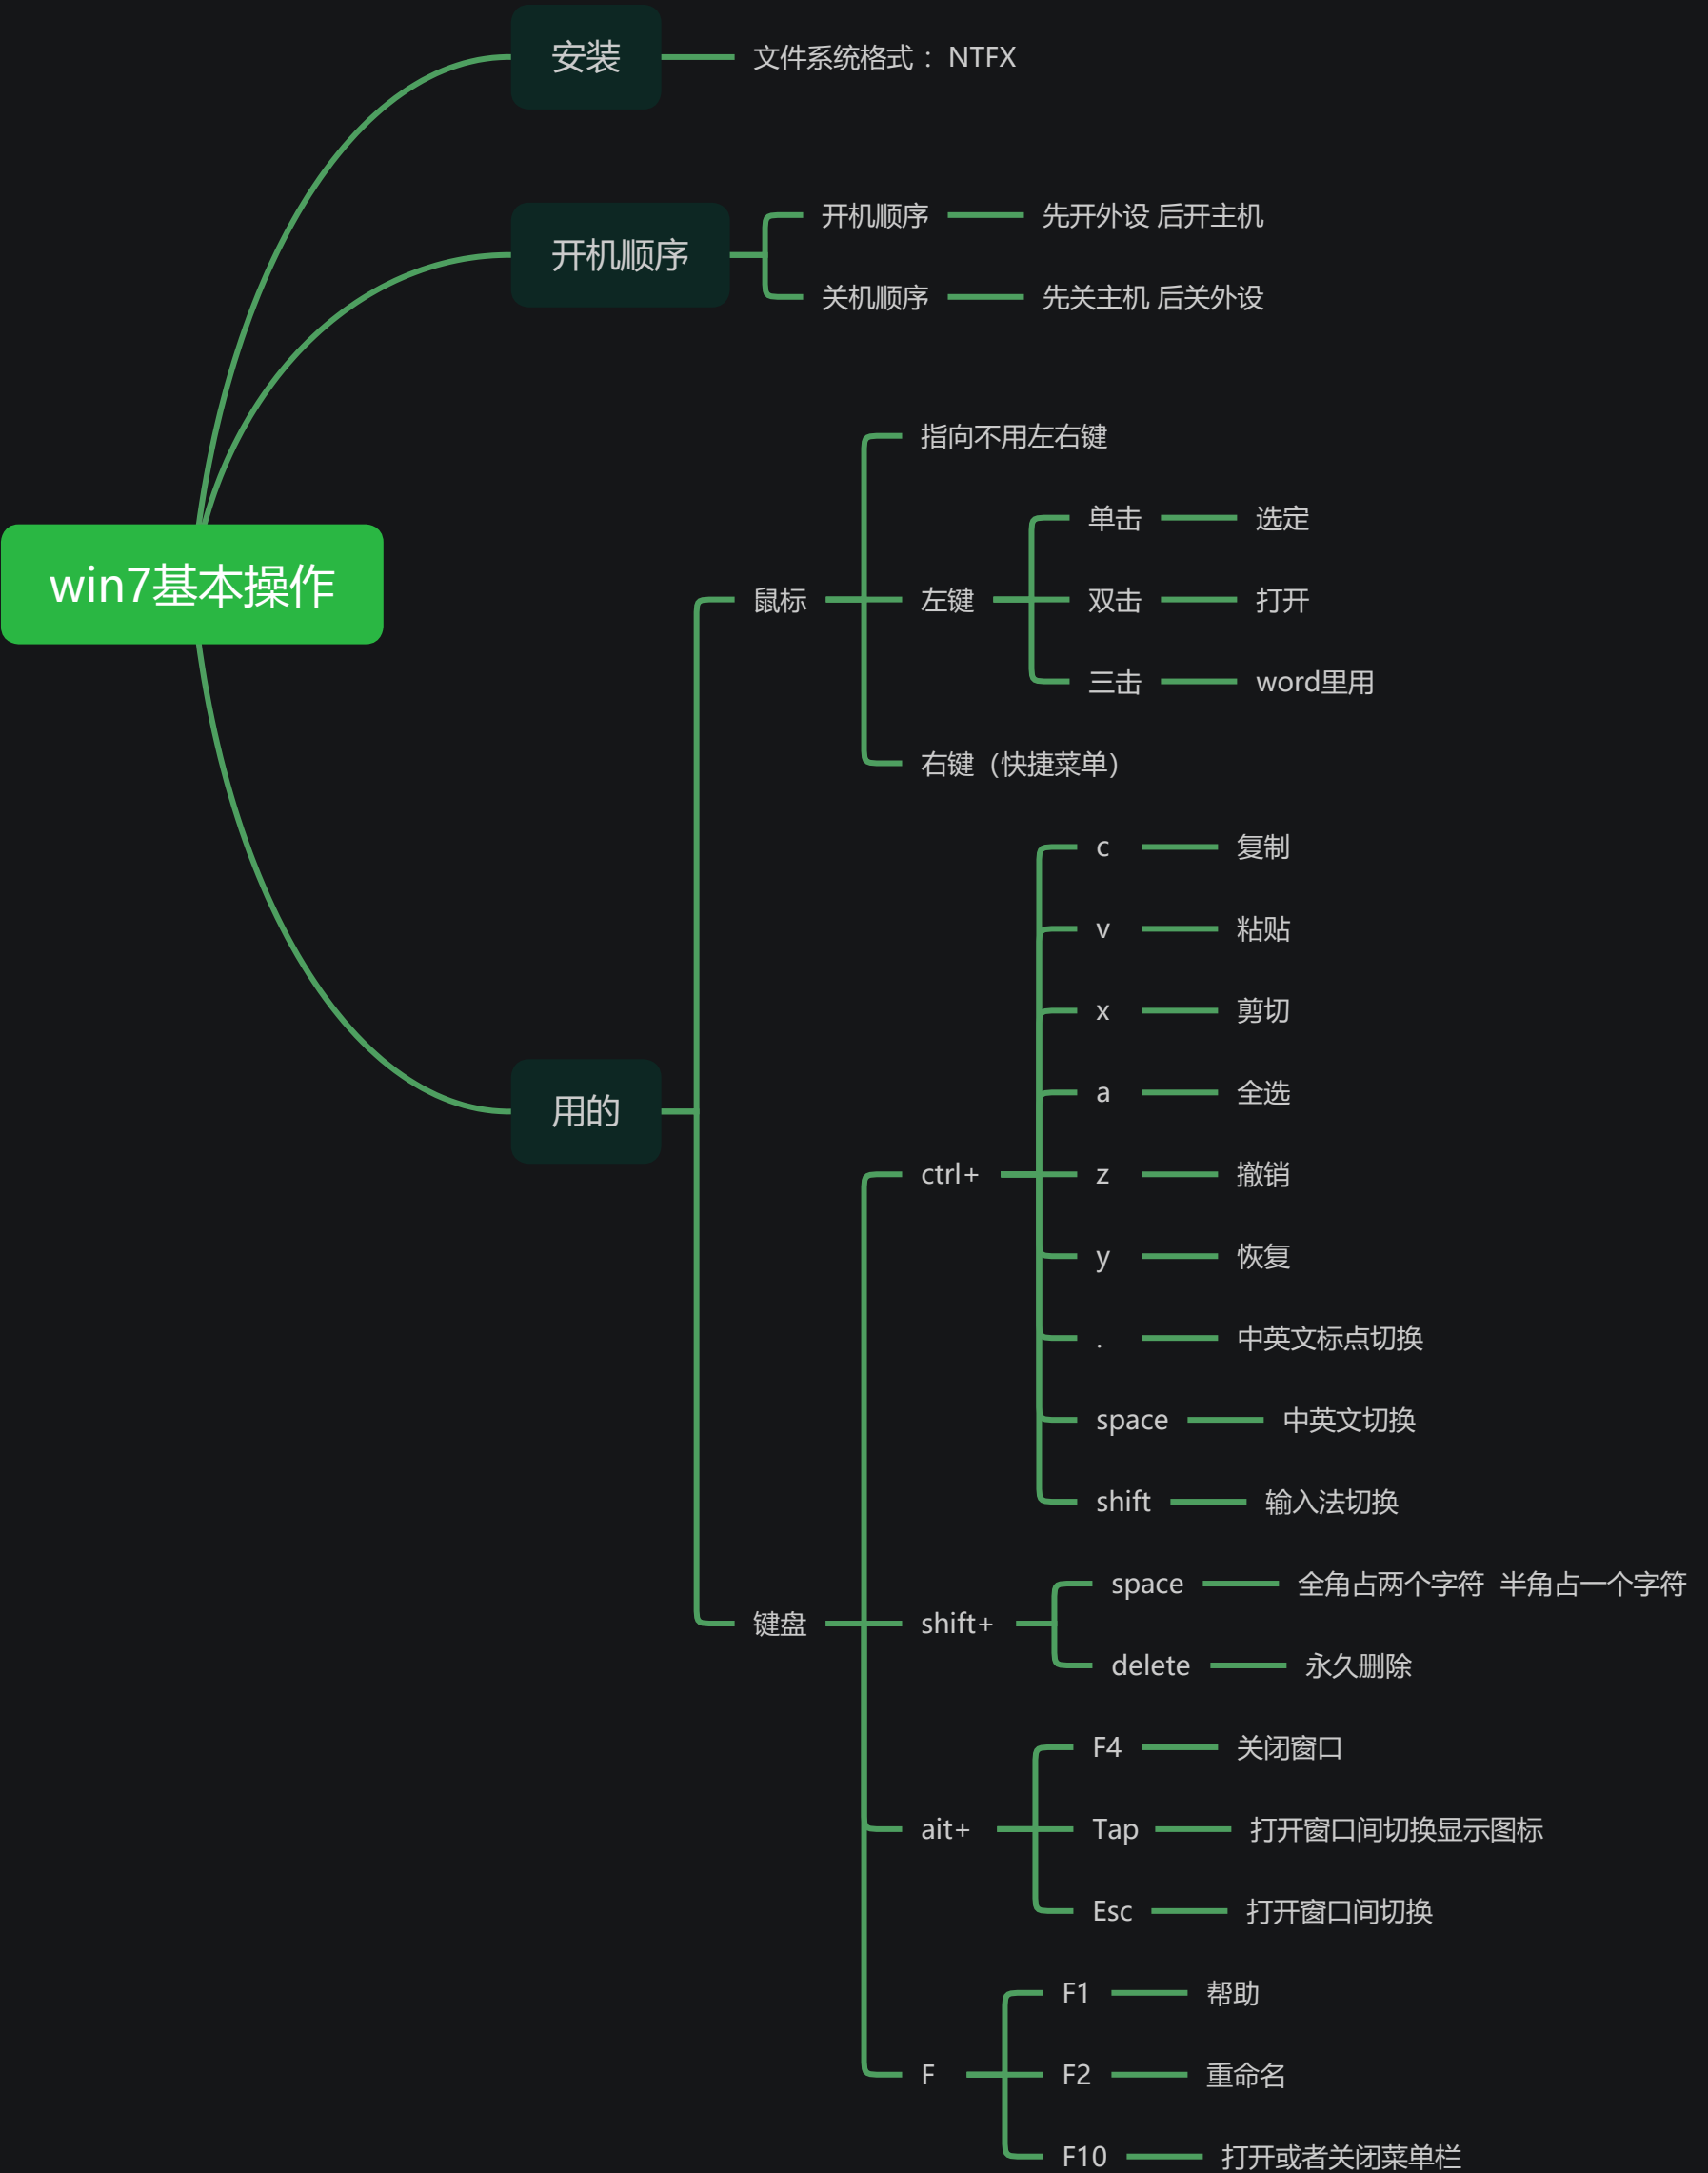 安装
文件系统格式 ：NTFX
开机顺序
开机顺序
先开外设 后开主机
关机顺序
先关主机 后关外设
win7基本操作
用的
鼠标
指向不用左右键
左键
单击
选定
双击
打开
三击
word里用
右键（快捷菜单）
键盘
ctrl+
c
复制
v
粘贴
x
剪切
a
全选
z
撤销
y
恢复
.
中英文标点切换
space
中英文切换
shift
输入法切换
shift+
space
全角占两个字符 半角占一个字符
delete
永久删除
ait+
F4
关闭窗口
Tap
打开窗口间切换显示图标
Esc
打开窗口间切换
F
F1
帮助
F2
重命名
F10
打开或者关闭菜单栏